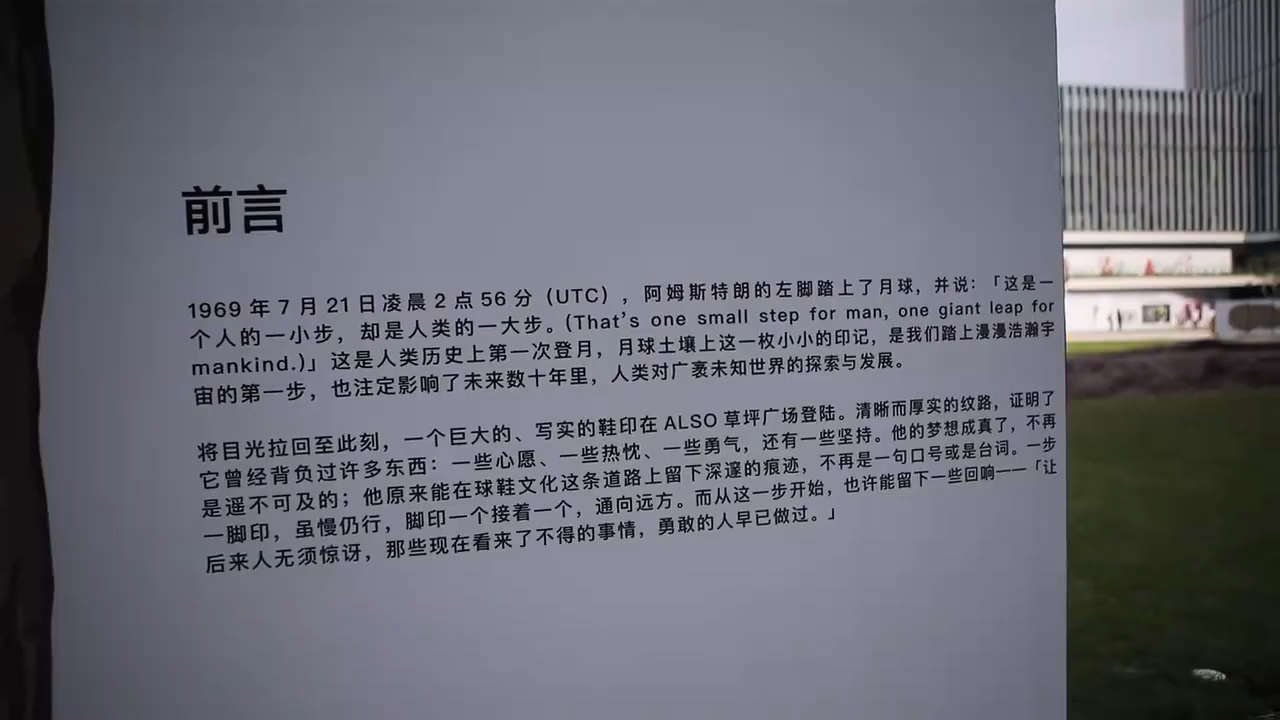 前言
1969 年 7 月 21 日凌晨 2 点 56 分（UTC），阿姆斯特朗的左脚踏上了月球，并说：「这是一
个人的一小步，却是人类的一大步。(That's one small step for man, one giant leap for
mankind.)」这是人类历史上第一次登月，月球土壤上这一枚小小的印记，是我们踏上漫漫浩瀚宇
宙的第一步，也注定影响了未来数十年里，人类对广袤未知世界的探索与发展。
将目光拉回至此刻，一个巨大的、写实的鞋印在 ALSO 草坪广场登陆。清晰而厚实的纹路，证明了
它曾经背负过许多东西：一些心愿、一些热忱、一些勇气，还有一些坚持。他的梦想成真了，不再
是遥不可及的；他原来能在球鞋文化这条道路上留下深邃的痕迹，不再是一句口号或是台词。一步
一脚印，虽慢仍行，脚印一个接着一个，通向远方。而从这一步开始，也许能留下一些回响——「让
后来人无须惊讶，那些现在看来了不得的事情，勇敢的人早已做过。」